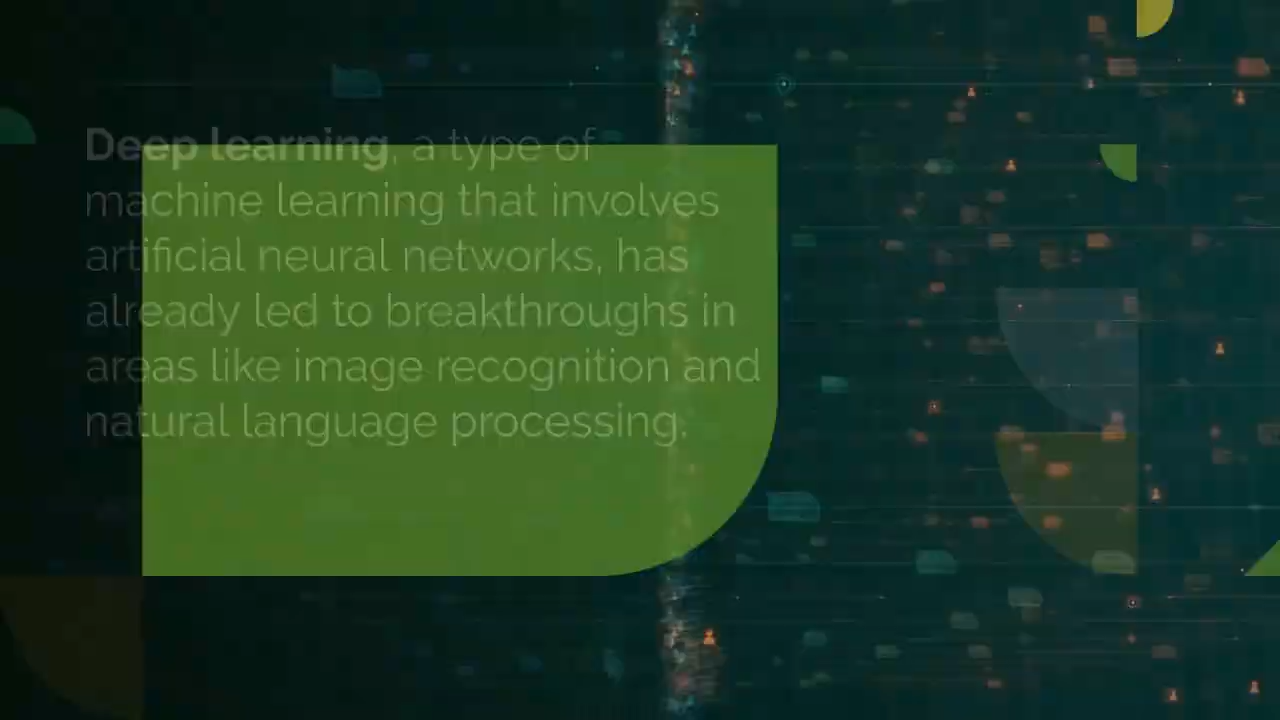 Deep learning, a type of
machine learning that involves
artificial neural networks, has
already led to breakthroughs in
areas like image recognition and
natural language processing.